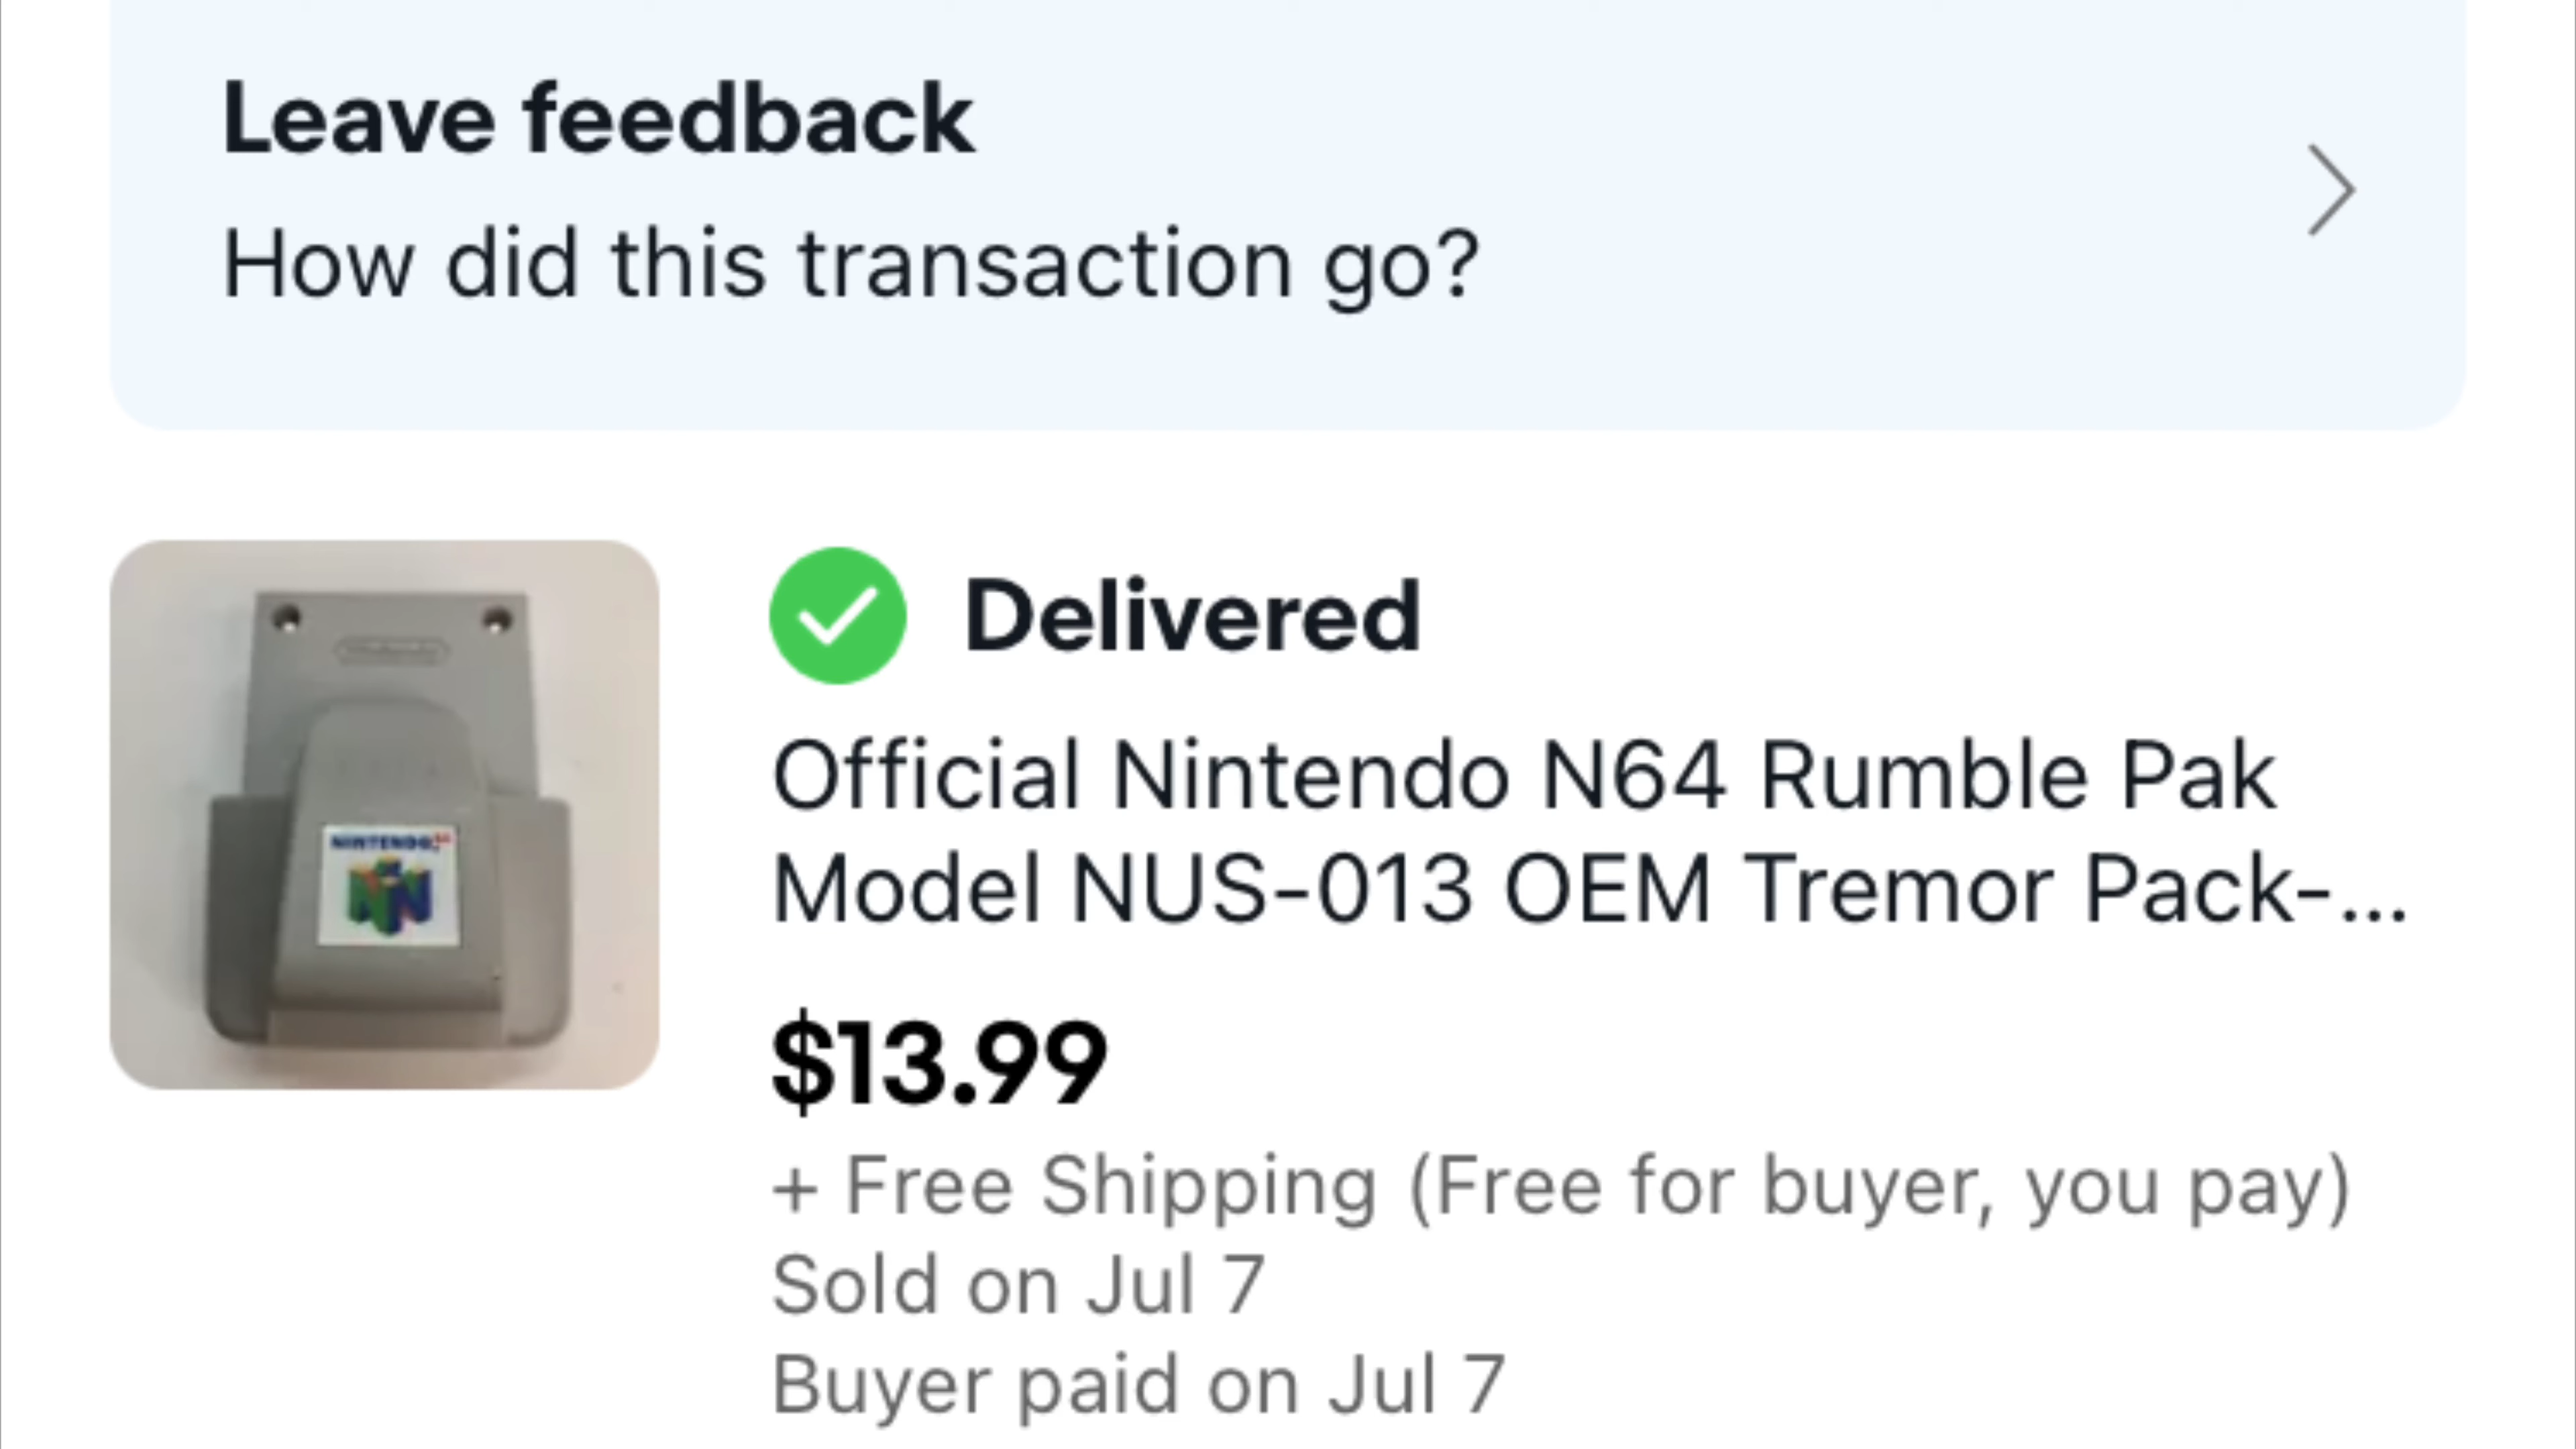 Leave feedback
How did this transaction go?
Delivered
Official Nintendo N64 Rumble Pak
Model NUS-013 OEM Tremor Pack-...
$13.99
+ Free Shipping (Free for buyer, you pay)
Sold on Jul 7
Buyer paid on Jul 7
NINTENDO64